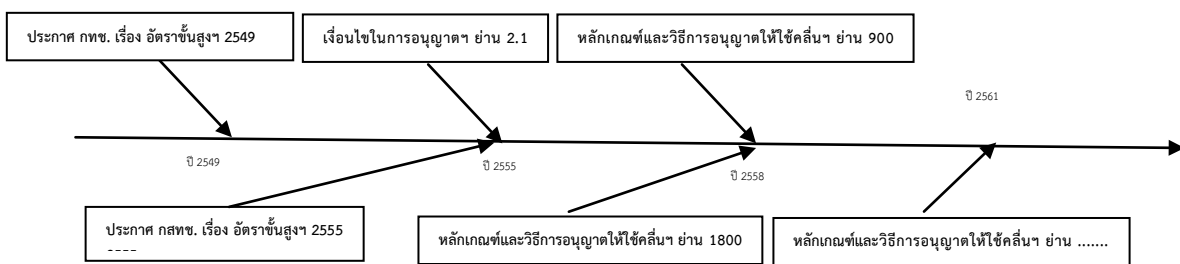 ประกาศ กทช. เรื่อง อัตราขั้นสูงฯ 2549
เงื่อนไขในการอนุญาตฯ ย่าน 2.1
หลักเกณฑ์และวิธีการอนุญาตให้ใช้คลื่นฯ ย่าน 900
ปี 2561
ปี 2549
ปี 2555
ปี 2558
ประกาศ กสทช. เรื่อง อัตราขั้นสูงฯ 2555
----
หลักเกณฑ์และวิธีการอนุญาตให้ใช้คลื่นฯ ย่าน 1800
หลักเกณฑ์และวิธีการอนุญาตให้ใช้คลื่นฯ ย่าน .......